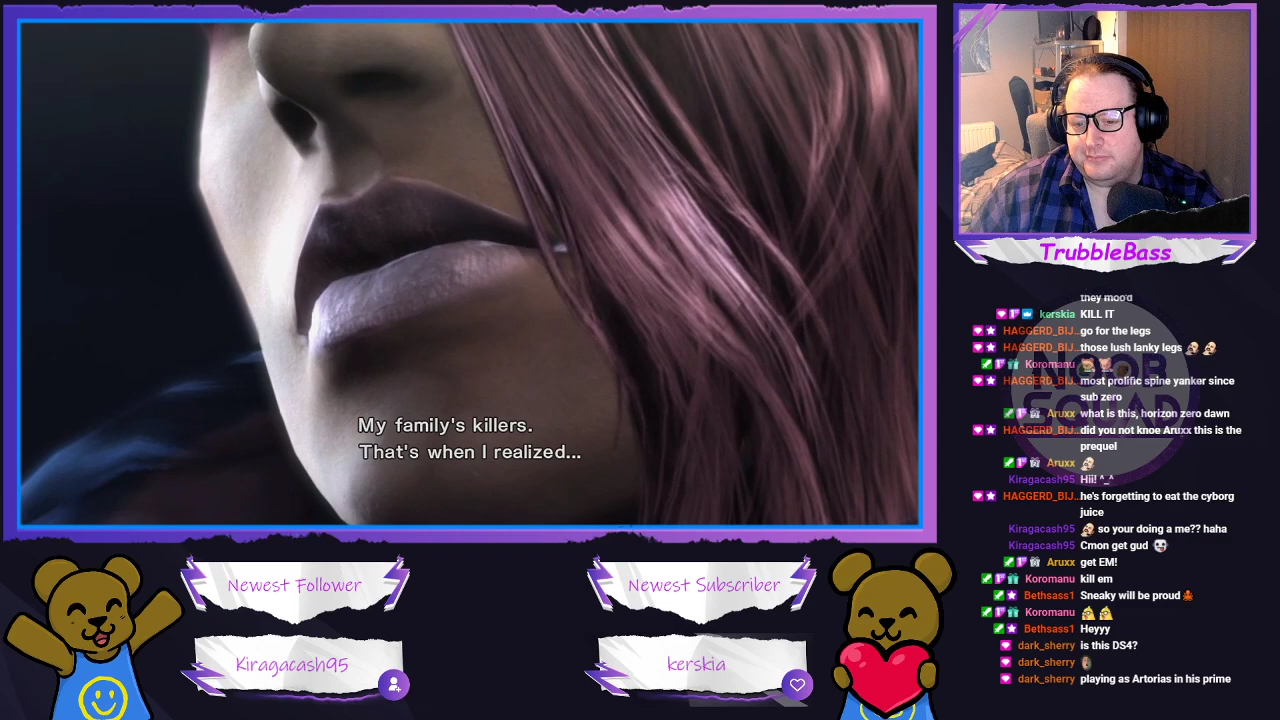 My family's killers.
That's when I realized...
TrubbleBass
they mood
kerskia KILL IT
HAGGERD_BIJ... go for the legs
HAGGERD_BIJ... those lush lanky legs
Koromanu
HAGGERD_BIJ... most prolific spine yanker since
sub zero
Aruxx what is this, horizon zero dawn
HAGGERD_BIJ... did you not knoe Aruxx this is the
prequel
Aruxx
Kiragacash95 Hii! ^_^
HAGGERD_BIJ... he's forgetting to eat the cyborg
juice
Kiragacash95 so your doing a me?? haha
Kiragacash95 Cmon get gud
Aruxx get EM!
Koromanu kill em
Bethsass1 Sneaky will be proud
Koromanu
Bethsass1 Heyyy
dark_sherry is this DS4?
dark_sherry
dark_sherry playing as Artorias in his prime
NOOB
SQUAD
Newest Follower
Kiragacash95
Newest Subscriber
kerskia